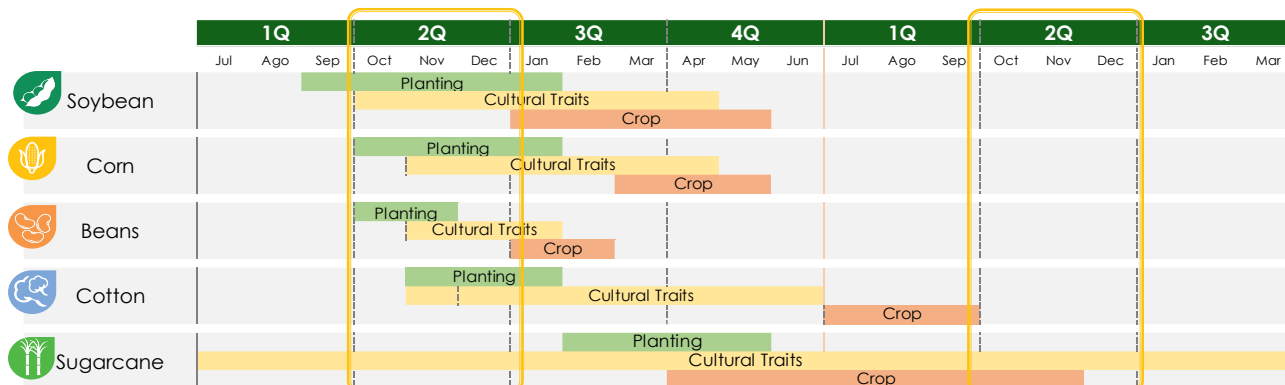 1Q 2Q 3Q 4Q 1Q 2Q 3Q
Jul Ago Sep Oct Nov Dec Jan Feb Mar Apr May Jun Jul Ago Sep Oct Nov Dec Jan Feb Mar
Planting
Soybean Cultural Traits
Crop
Planting
Corn Cultural Traits
Crop
Planting
Beans Cultural Traits
Crop
Planting
Cotton Cultural Traits
Crop
Planting
Sugarcane Cultural Traits
Crop